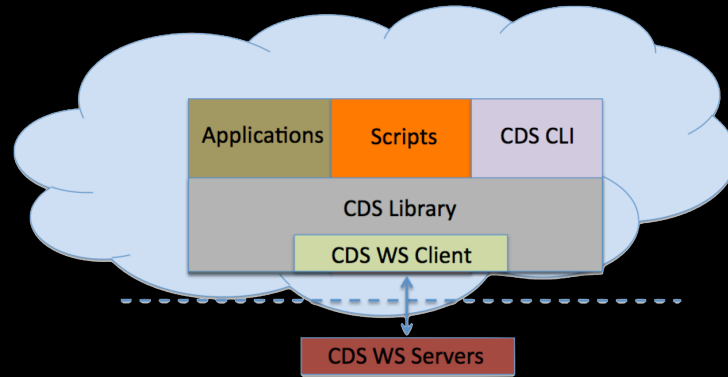 Applications
Scripts
CDS CLI
CDS Library
CDS WS Client
CDS WS Servers